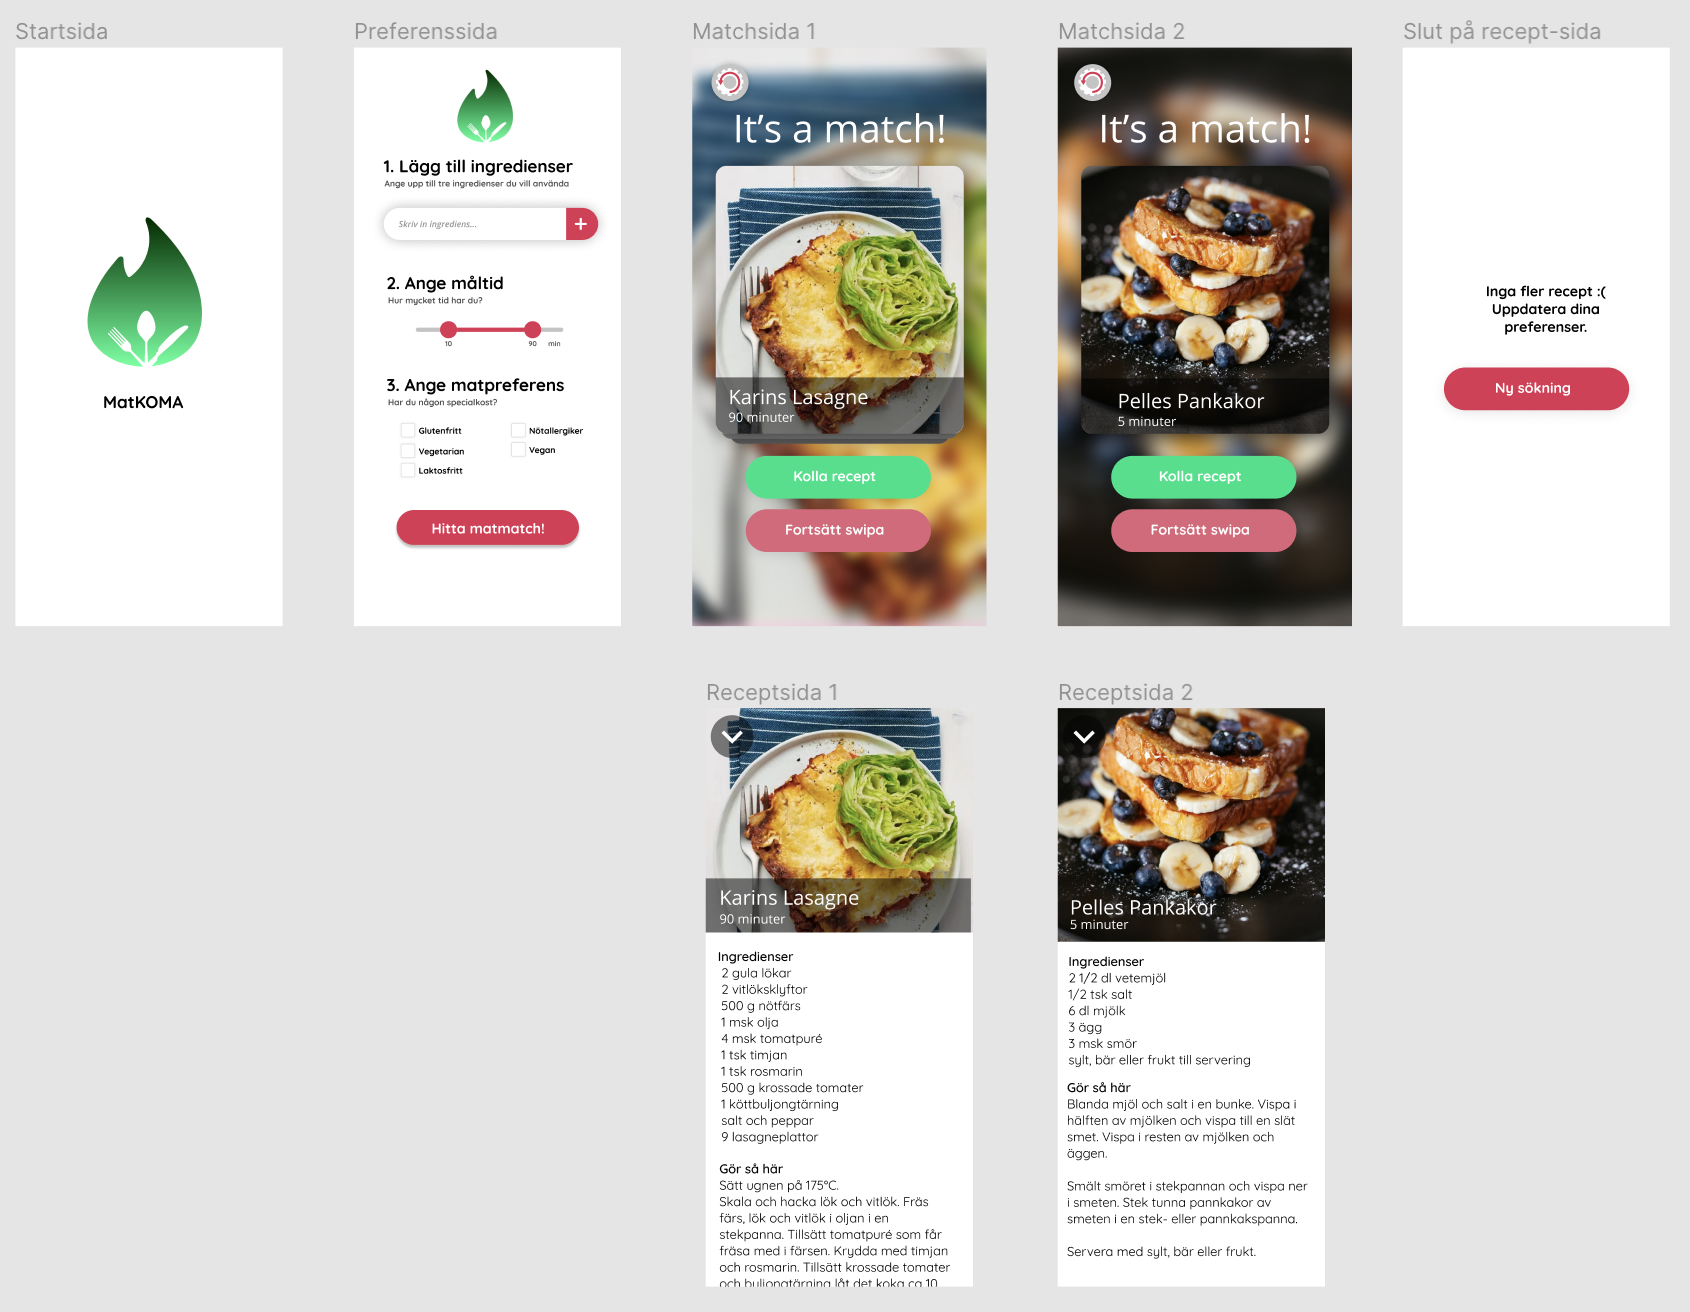 Startsida
MatKOMA
Preferenssida
1. Lägg till ingredienser
Ange upp till tre ingredienser du vill använda
Skriv in ingrediens...
+
2. Ange måltid
Hur mycket tid har du?
10 90 min
3. Ange matpreferens
Har du någon specialkost?
Glutenfritt
Nötallergiker
Vegetarian
Vegan
Laktosfritt
Hitta matmatch!
Matchsida 1
It's a match!
Karins Lasagne
90 minuter
Kolla recept
Fortsätt swipa
Matchsida 2
It's a match!
Pelles Pankakor
5 minuter
Kolla recept
Fortsätt swipa
Slut på recept-sida
Inga fler recept :(
Uppdatera dina
preferenser.
Ny sökning
Receptsida 1
Karins Lasagne
90 minuter
Ingredienser
2 gula lökar
2 vitlöksklyftor
500 g nötfärs
1 msk olja
4 msk tomatpuré
1 tsk timjan
1 tsk rosmarin
500 g krossade tomater
1 köttbuljongtärning
salt och peppar
9 lasagneplattor
Gör så här
Sätt ugnen på 175°C.
Skala och hacka lök och vitlök. Fräs
färs, lök och vitlök i oljan i en
stekpanna. Tillsätt tomatpuré som får
fräsa med i färsen. Krydda med timjan
och rosmarin. Tillsätt krossade tomater
och buljongtärning låt det koka ca 10
Receptsida 2
Pelles Pankakor
5 minuter
Ingredienser
2 1/2 dl vetemjöl
1/2 tsk salt
6 dl mjölk
3 ägg
3 msk smör
sylt, bär eller frukt till servering
Gör så här
Blanda mjöl och salt i en bunke. Vispa i
hälften av mjölken och vispa till en slät
smet. Vispa i resten av mjölken och
äggen.
Smält smöret i stekpannan och vispa ner
i smeten. Stek tunna pannkakor av
smeten i en stek- eller pannkakspanna.
Servera med sylt, bär eller frukt.